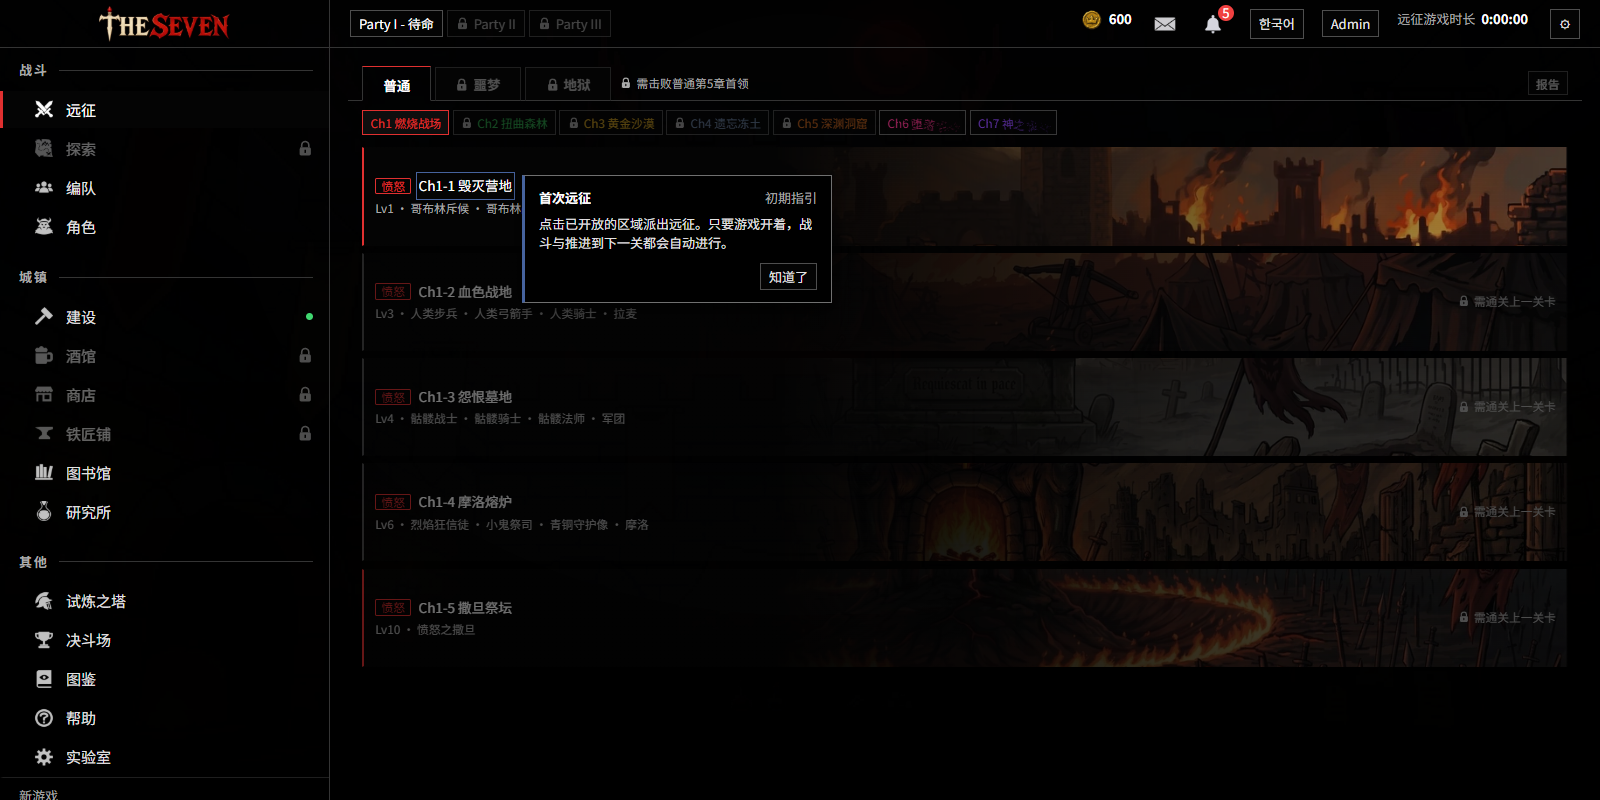 THE SEVEN
战斗
远征
探索
编队
角色
城镇
建设
酒馆
商店
铁匠铺
图书馆
研究所
其他
试炼之塔
决斗场
图鉴
帮助
实验室
新游戏
Party I - 待命
Party II
Party III
600
5
한국어
Admin
远征游戏时长 0:00:00
普通
噩梦
地狱
需击败普通第5章首领
报告
Ch1 燃烧战场
Ch2 扭曲森林
Ch3 黄金沙漠
Ch4 遗忘冻土
Ch5 深渊洞窟
Ch6 堕落
Ch7 神之
愤怒 Ch1-1 毁灭营地
Lv1 • 哥布林斥候 • 哥布林
首次远征
初期指引
点击已开放的区域派出远征。只要游戏开着，战
斗与推进到下一关都会自动进行。
知道了
愤怒 Ch1-2 血色战地
Lv3 • 人类步兵 • 人类弓箭手 • 人类骑士 • 拉麦
需通关上一关卡
愤怒 Ch1-3 怨恨墓地
Lv4 • 骷髅战士 • 骷髅骑士 • 骷髅法师 • 军团
Requiescat in pace
需通关上一关卡
愤怒 Ch1-4 摩洛熔炉
Lv6 • 烈焰狂信徒 • 小鬼祭司 • 青铜守护像 • 摩洛
需通关上一关卡
愤怒 Ch1-5 撒旦祭坛
Lv10 • 愤怒之撒旦
需通关上一关卡